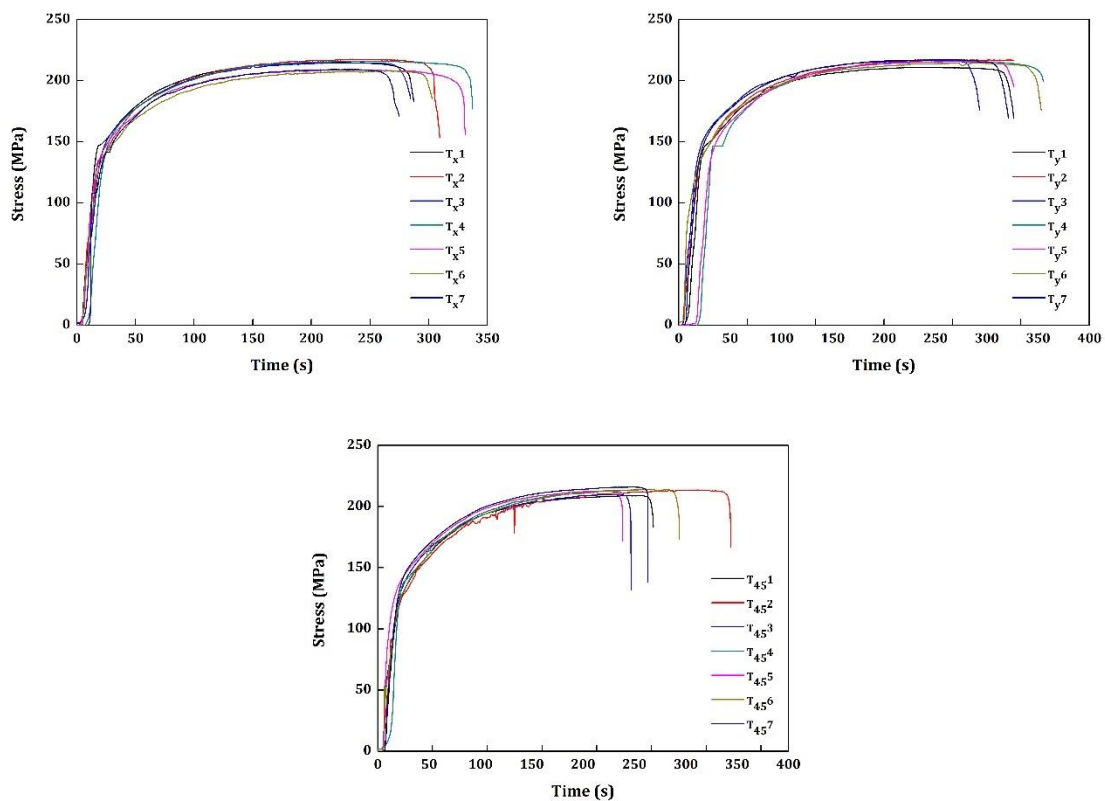 250
200
150
100
50
0
Stress (MPa)
Tx1
Tx2
Tx3
Tx4
Tx5
Tx6
Tx7
0 50 100 150 200 250 300 350
Time (s)
250
200
150
100
50
0
Stress (MPa)
Ty1
Ty2
Ty3
Ty4
Ty5
Ty6
Ty7
0 50 100 150 200 250 300 350 400
Time (s)
250
200
150
100
50
0
Stress (MPa)
T451
T452
T453
T454
T455
T456
T457
0 50 100 150 200 250 300 350 400
Time (s)